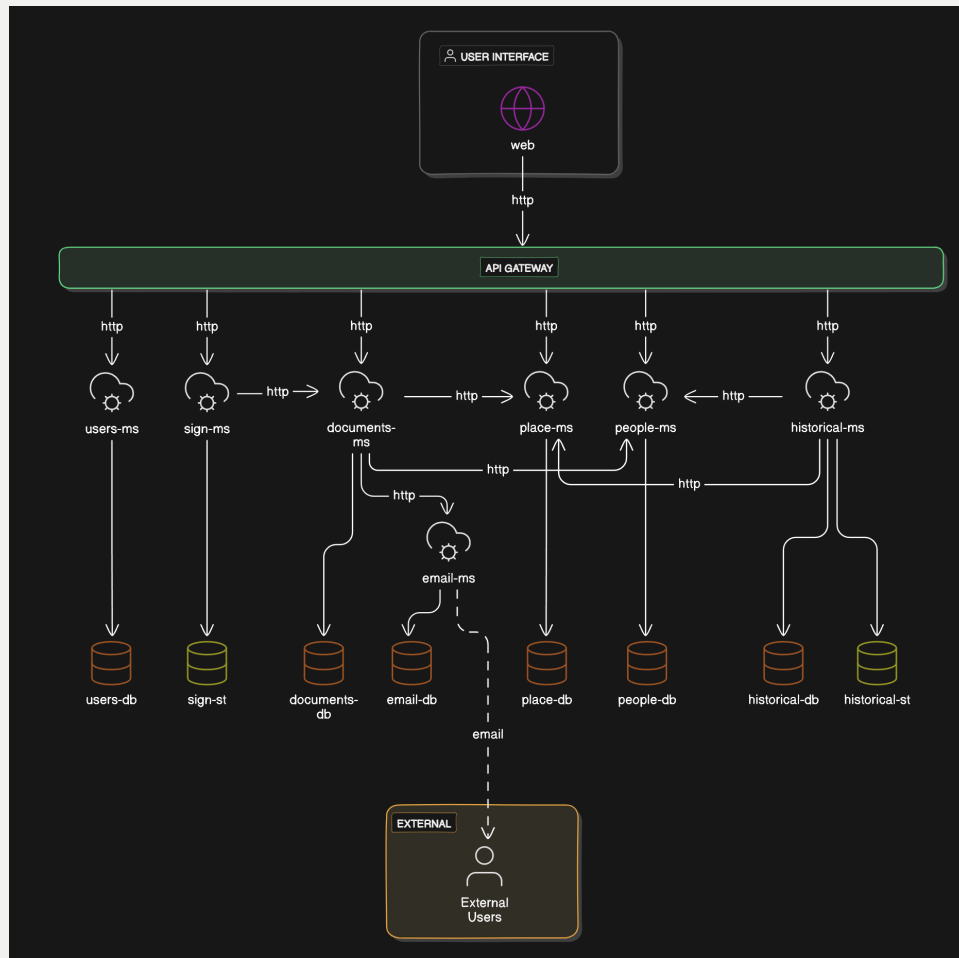 USER INTERFACE
web
http
API GATEWAY
http
http
http
http
http
http
http
http
http
users-ms
sign-ms
documents-
ms
place-ms
people-ms
historical-ms
http
http
http
email-ms
users-db
sign-st
documents-
db
email-db
place-db
people-db
historical-db
historical-st
email
EXTERNAL
External
Users